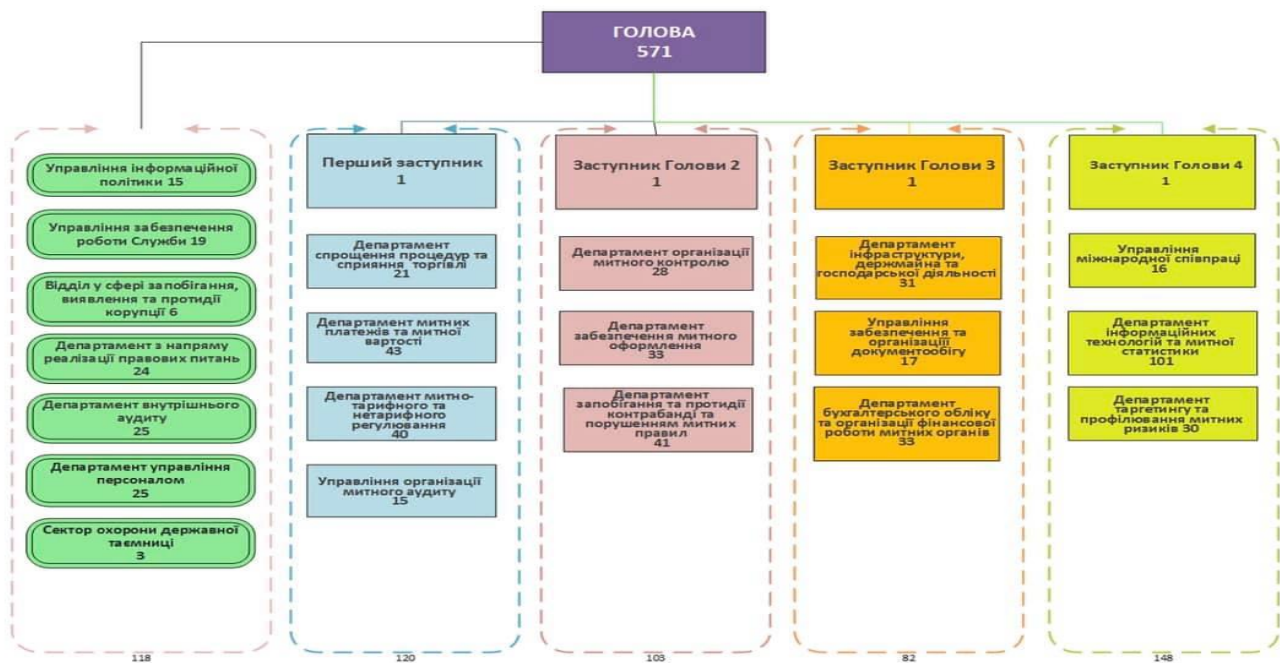 ГОЛОВА
571
Управління інформаційної
політики 15
Управління забезпечення
роботи Служби 19
Відділ у сфері запобігання,
виявлення та протидії
корупції 6
Департамент з напряму
реалізації правових питань
24
Департамент внутрішнього
аудиту
25
Департамент управління
персоналом
25
Сектор охорони державної
таємниці
3
118
Перший заступник
1
Департамент
спрощення процедур та
сприяння торгівлі
21
Департамент митних
платежів та митної
вартості
43
Департамент митно-
тарифного та
нетарифного
регулювання
40
Управління організації
митного аудиту
15
120
Заступник Голови 2
1
Департамент організації
митного контролю
28
Департамент
забезпечення митного
оформлення
33
Департамент
запобігання та протидії
контрабанді та
порушенням митних
правил
41
103
Заступник Голови 3
1
Департамент
інфраструктури,
держмайна та
господарської діяльності
31
Управління
забезпечення та
організаціїї
документообігу
17
Департамент
бухгалтерського обліку
та організації фінансової
роботи митних органів
33
82
Заступник Голови 4
1
Управління
міжнародної співпраці
16
Департамент
інформаційних
технологій та митної
статистики
101
Департамент
таргетингу та
профілювання митних
ризиків 30
148